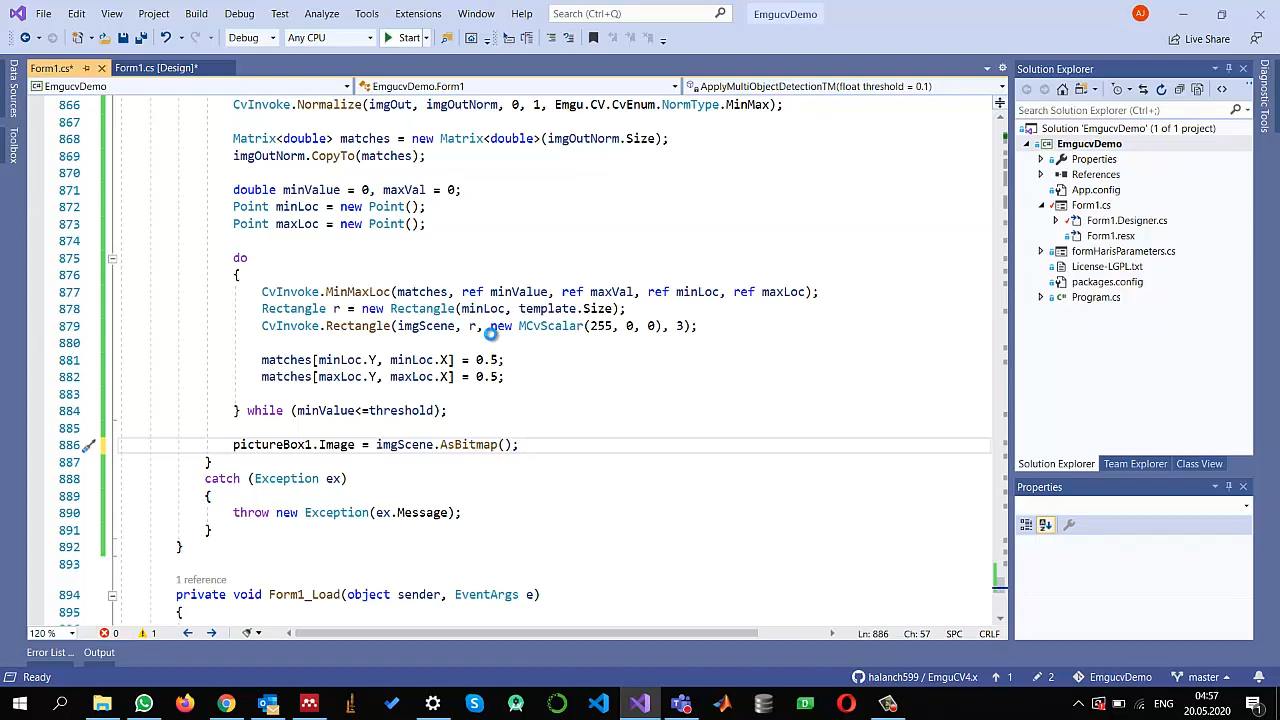 File Edit View Project Build Debug Test Analyze Tools Extensions Window Help Search (Ctrl+Q) EmgucvDemo AJ
Debug Any CPU Start Live Share
Form1.cs* Form1.cs [Design]*
EmgucvDemo EmgucvDemo.Form1 ApplyMultiObjectDetectionTM(float threshold = 0.1)
Data Sources
Toolbox
866 CvInvoke.Normalize(imgOut, imgOutNorm, 0, 1, Emgu.CV.CvEnum.NormType.MinMax);
867
868 Matrix<double> matches = new Matrix<double>(imgOutNorm.Size);
869 imgOutNorm.CopyTo(matches);
870
871 double minValue = 0, maxVal = 0;
872 Point minLoc = new Point();
873 Point maxLoc = new Point();
874
875 do
876 {
877 CvInvoke.MinMaxLoc(matches, ref minValue, ref maxVal, ref minLoc, ref maxLoc);
878 Rectangle r = new Rectangle(minLoc, template.Size);
879 CvInvoke.Rectangle(imgScene, r, new MCvScalar(255, 0, 0), 3);
880
881 matches[minLoc.Y, minLoc.X] = 0.5;
882 matches[maxLoc.Y, maxLoc.X] = 0.5;
883
884 } while (minValue<=threshold);
885
886 pictureBox1.Image = imgScene.AsBitmap();
887 }
888 catch (Exception ex)
889 {
890 throw new Exception(ex.Message);
891 }
892 }
893
1 reference
894 private void Form1_Load(object sender, EventArgs e)
895 {
120 % 0 1 Ln: 886 Ch: 57 SPC CRLF
Error List ... Output
Solution Explorer
Search Solution Explorer (Ctrl+;)
Solution 'EmgucvDemo' (1 of 1 project)
EmgucvDemo
Properties
References
App.config
Form1.cs
Form1.Designer.cs
Form1.resx
formHarisParameters.cs
License-LGPL.txt
packages.config
Program.cs
Solution Explorer Team Explorer Class View
Properties
Diagnostic Tools
Ready halanch599 / EmguCV4.x 1 2 EmgucvDemo master
ENG 04:57
20.05.2020